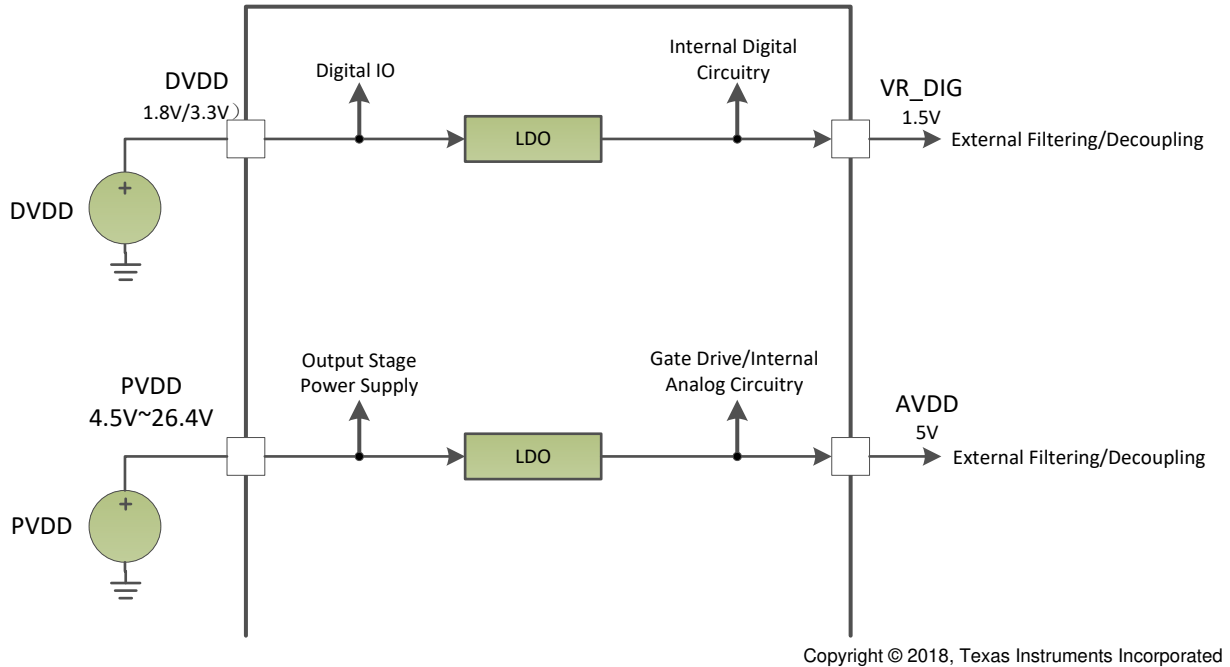 Digital IO
Internal Digital
Circuitry
DVDD
1.8V/3.3V）
VR_DIG
1.5V
LDO
External Filtering/Decoupling
+
DVDD
Output Stage
Power Supply
Gate Drive/Internal
Analog Circuitry
PVDD
4.5V~26.4V
AVDD
5V
LDO
External Filtering/Decoupling
+
PVDD
Copyright © 2018, Texas Instruments Incorporated